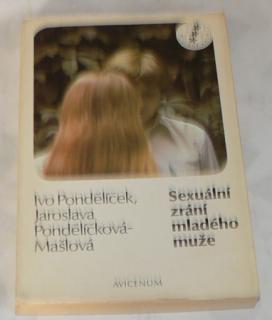 Ivo Pondělíček,
Jaroslava
Pondělíčková-
Mašlová
Sexuální
zrání
mladého
muže
AVICENUM